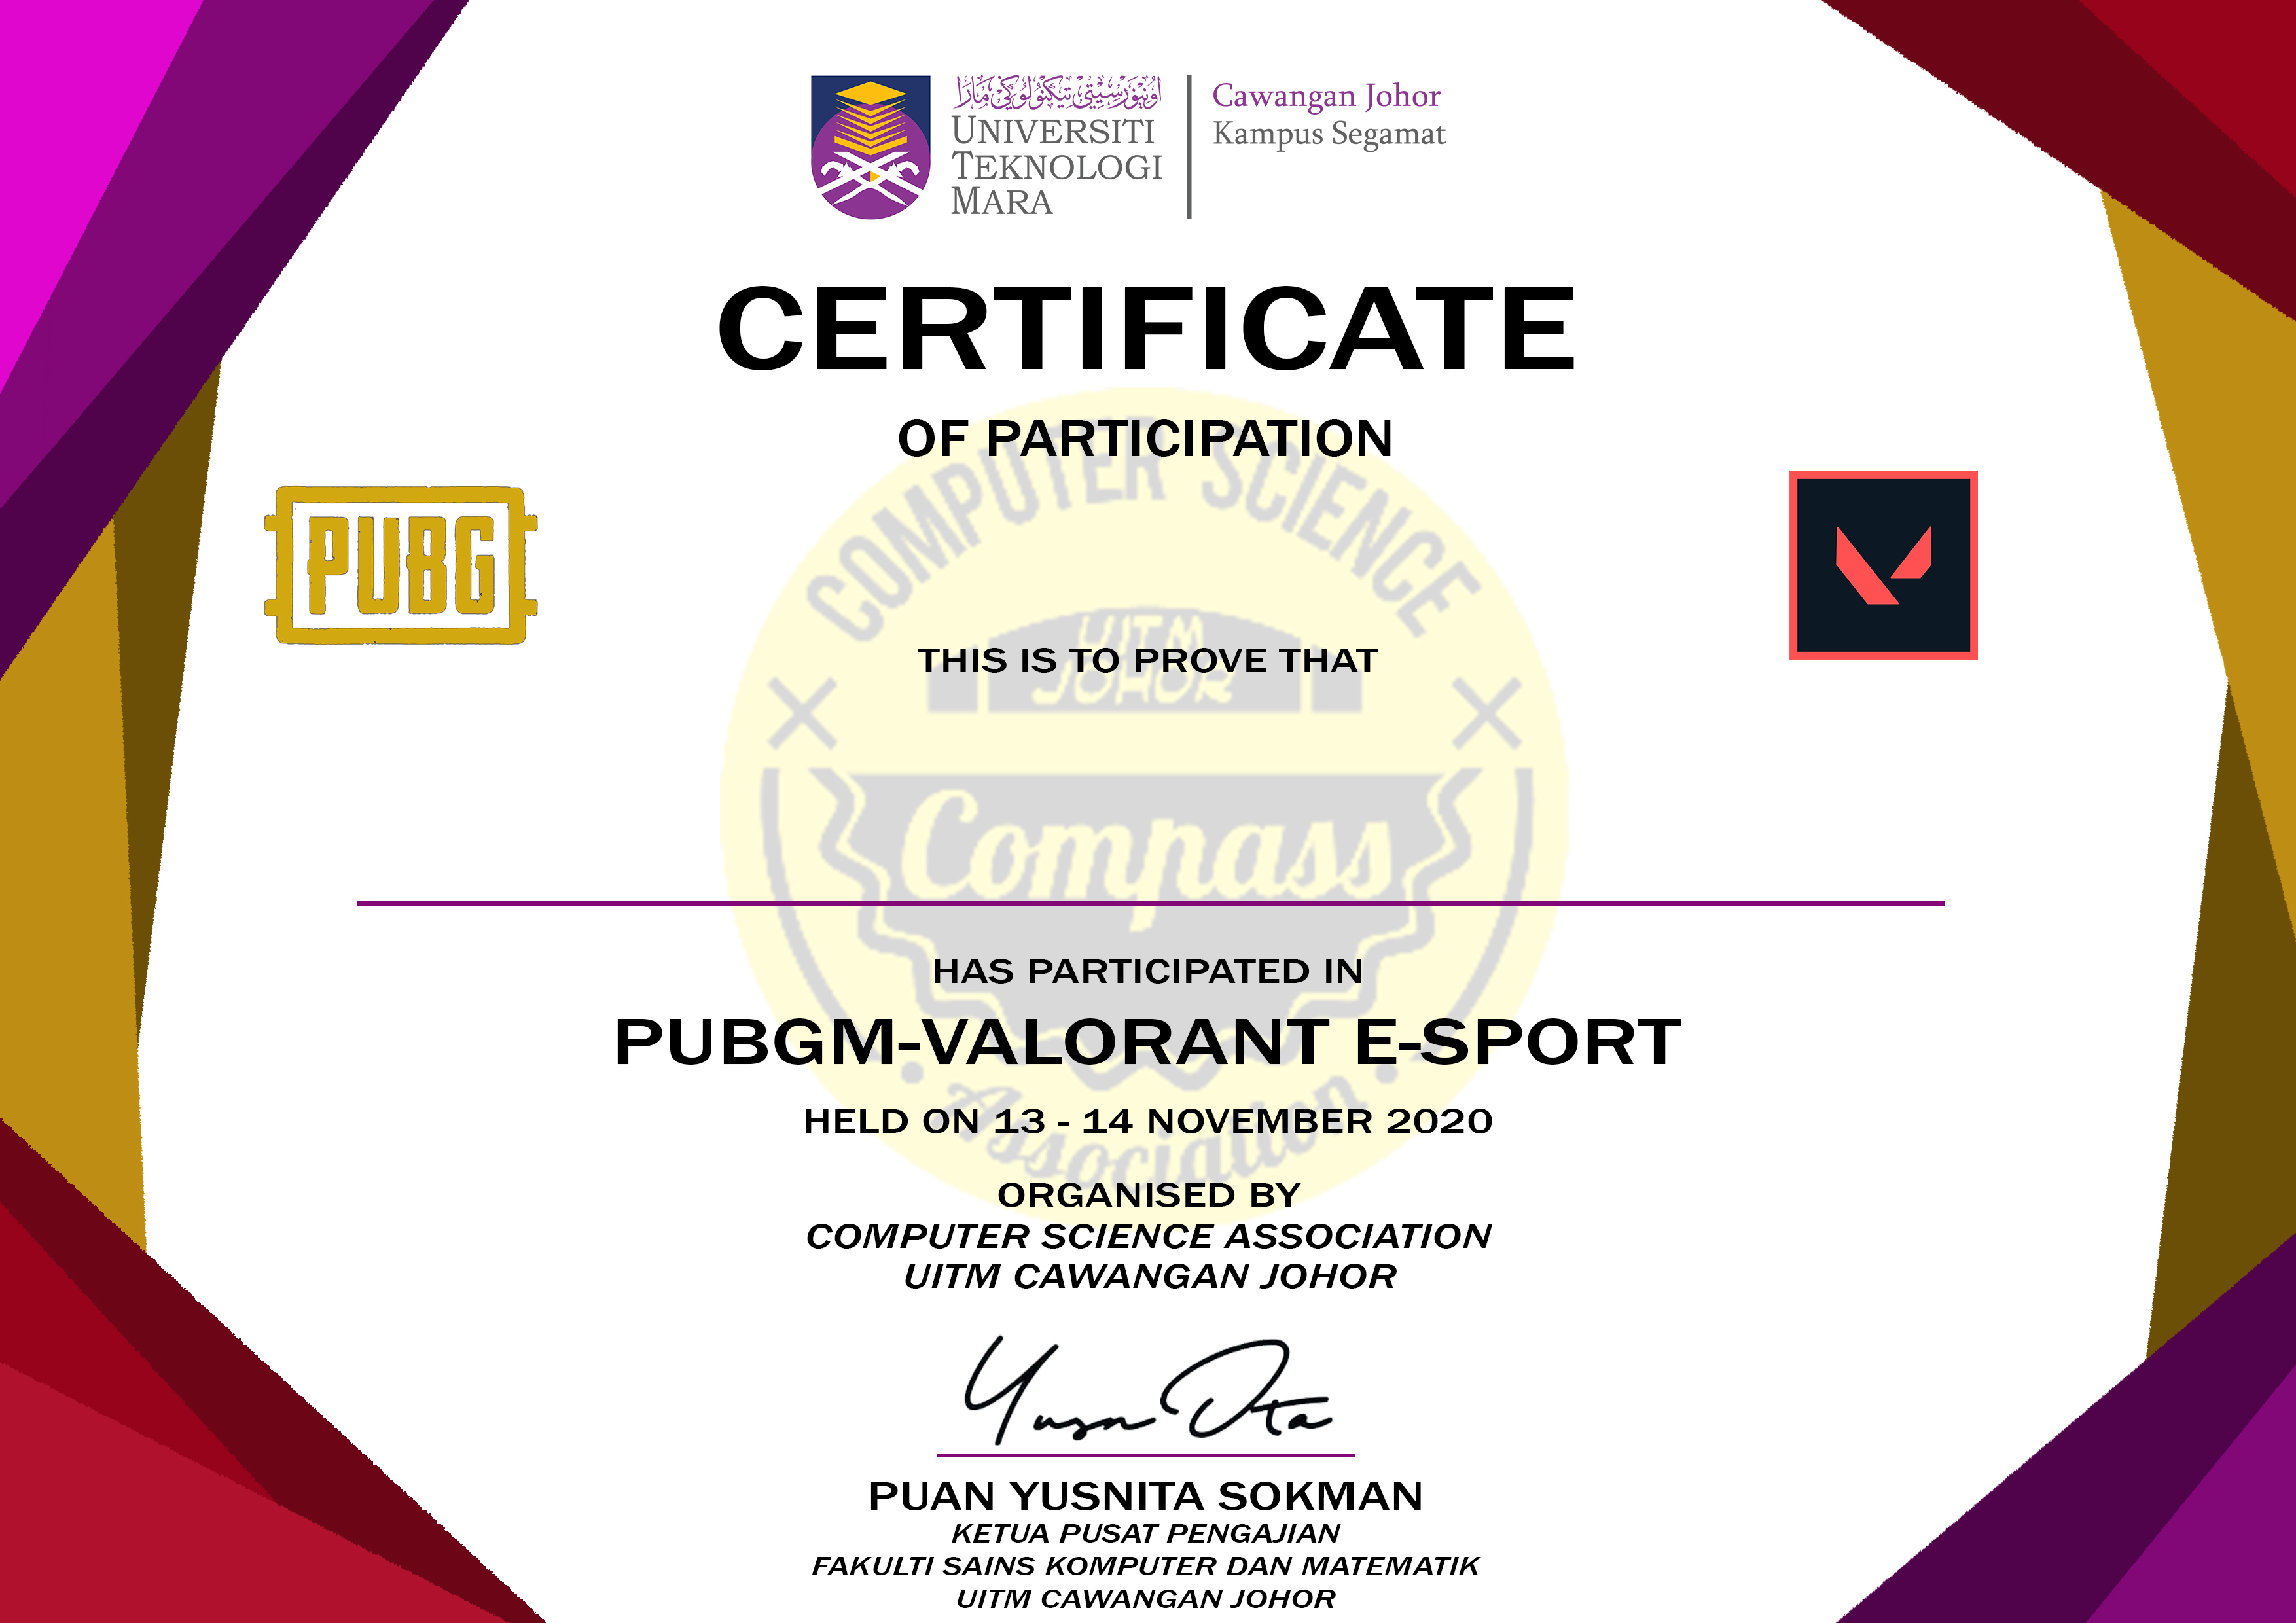 اونيۏرسيتي تيكنولوڬي مارا
UNIVERSITI
TEKNOLOGI
MARA
Cawangan Johor
Kampus Segamat
CERTIFICATE
OF PARTICIPATION
COMPUTER SCIENCE
PUBG
UITM
JOHOR
THIS IS TO PROVE THAT
Compass
HAS PARTICIPATED IN
PUBGM-VALORANT E-SPORT
HELD ON 13 - 14 NOVEMBER 2020
Association
ORGANISED BY
COMPUTER SCIENCE ASSOCIATION
UITM CAWANGAN JOHOR
PUAN YUSNITA SOKMAN
KETUA PUSAT PENGAJIAN
FAKULTI SAINS KOMPUTER DAN MATEMATIK
UITM CAWANGAN JOHOR